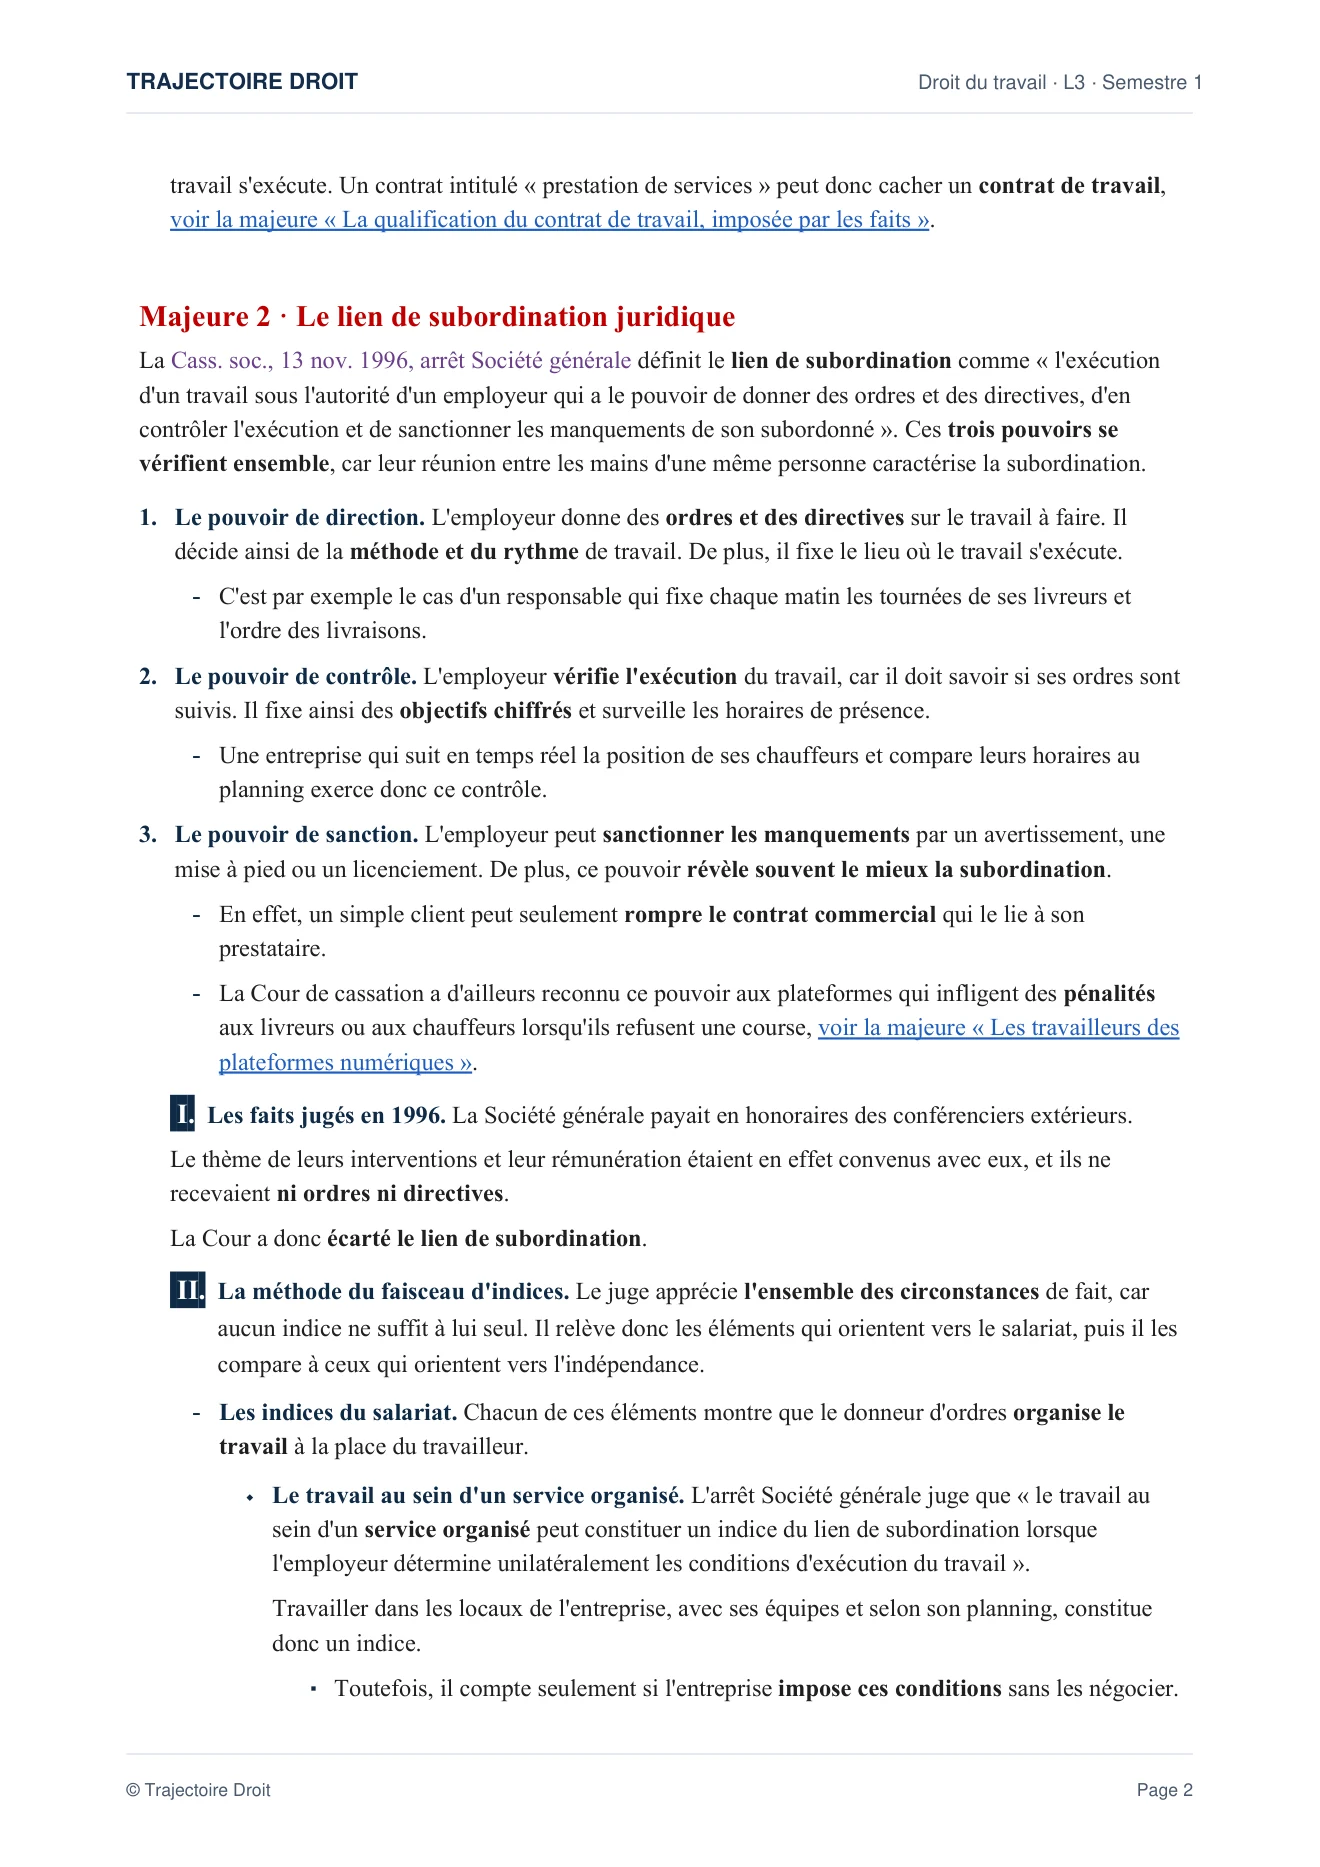 TRAJECTOIRE DROIT
Droit du travail · L3 · Semestre 1
travail s'exécute. Un contrat intitulé « prestation de services » peut donc cacher un contrat de travail,
voir la majeure « La qualification du contrat de travail, imposée par les faits ».
Majeure 2 · Le lien de subordination juridique
La Cass. soc., 13 nov. 1996, arrêt Société générale définit le lien de subordination comme « l'exécution
d'un travail sous l'autorité d'un employeur qui a le pouvoir de donner des ordres et des directives, d'en
contrôler l'exécution et de sanctionner les manquements de son subordonné ». Ces trois pouvoirs se
vérifient ensemble, car leur réunion entre les mains d'une même personne caractérise la subordination.
1. Le pouvoir de direction. L'employeur donne des ordres et des directives sur le travail à faire. Il
décide ainsi de la méthode et du rythme de travail. De plus, il fixe le lieu où le travail s'exécute.
- C'est par exemple le cas d'un responsable qui fixe chaque matin les tournées de ses livreurs et
l'ordre des livraisons.
2. Le pouvoir de contrôle. L'employeur vérifie l'exécution du travail, car il doit savoir si ses ordres sont
suivis. Il fixe ainsi des objectifs chiffrés et surveille les horaires de présence.
- Une entreprise qui suit en temps réel la position de ses chauffeurs et compare leurs horaires au
planning exerce donc ce contrôle.
3. Le pouvoir de sanction. L'employeur peut sanctionner les manquements par un avertissement, une
mise à pied ou un licenciement. De plus, ce pouvoir révèle souvent le mieux la subordination.
- En effet, un simple client peut seulement rompre le contrat commercial qui le lie à son
prestataire.
- La Cour de cassation a d'ailleurs reconnu ce pouvoir aux plateformes qui infligent des pénalités
aux livreurs ou aux chauffeurs lorsqu'ils refusent une course, voir la majeure « Les travailleurs des
plateformes numériques ».
I. Les faits jugés en 1996. La Société générale payait en honoraires des conférenciers extérieurs.
Le thème de leurs interventions et leur rémunération étaient en effet convenus avec eux, et ils ne
recevaient ni ordres ni directives.
La Cour a donc écarté le lien de subordination.
II. La méthode du faisceau d'indices. Le juge apprécie l'ensemble des circonstances de fait, car
aucun indice ne suffit à lui seul. Il relève donc les éléments qui orientent vers le salariat, puis il les
compare à ceux qui orientent vers l'indépendance.
- Les indices du salariat. Chacun de ces éléments montre que le donneur d'ordres organise le
travail à la place du travailleur.
⬩ Le travail au sein d'un service organisé. L'arrêt Société générale juge que « le travail au
sein d'un service organisé peut constituer un indice du lien de subordination lorsque
l'employeur détermine unilatéralement les conditions d'exécution du travail ».
Travailler dans les locaux de l'entreprise, avec ses équipes et selon son planning, constitue
donc un indice.
▪ Toutefois, il compte seulement si l'entreprise impose ces conditions sans les négocier.
© Trajectoire Droit
Page 2